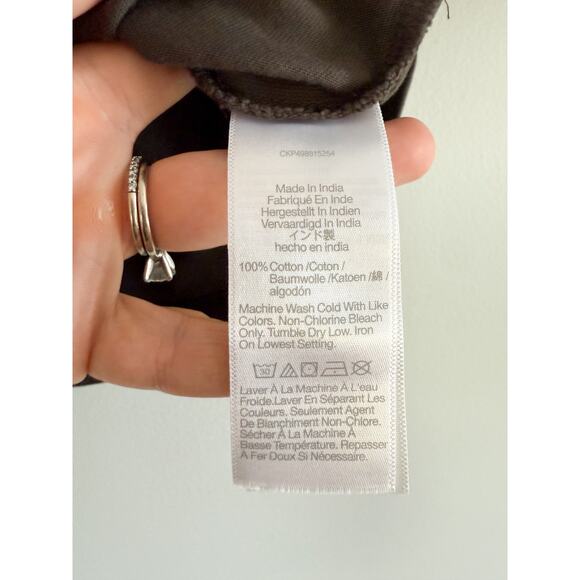 CKP498915254
Made In India
Fabriqué En Inde
Hergestellt In Indien
Vervaardigd In India
インド製
hecho en india
100% Cotton /Coton /
Baumwolle /Katoen /綿 /
algodón
Machine Wash Cold With Like
Colors. Non-Chlorine Bleach
Only. Tumble Dry Low. Iron
On Lowest Setting.
Laver À La Machine À L'eau
Froide.Laver En Séparant Les
Couleurs. Seulement Agent
De Blanchiment Non-Chlore.
Sécher À La Machine À
Basse Température. Repasser
À Fer Doux Si Nécessaire.